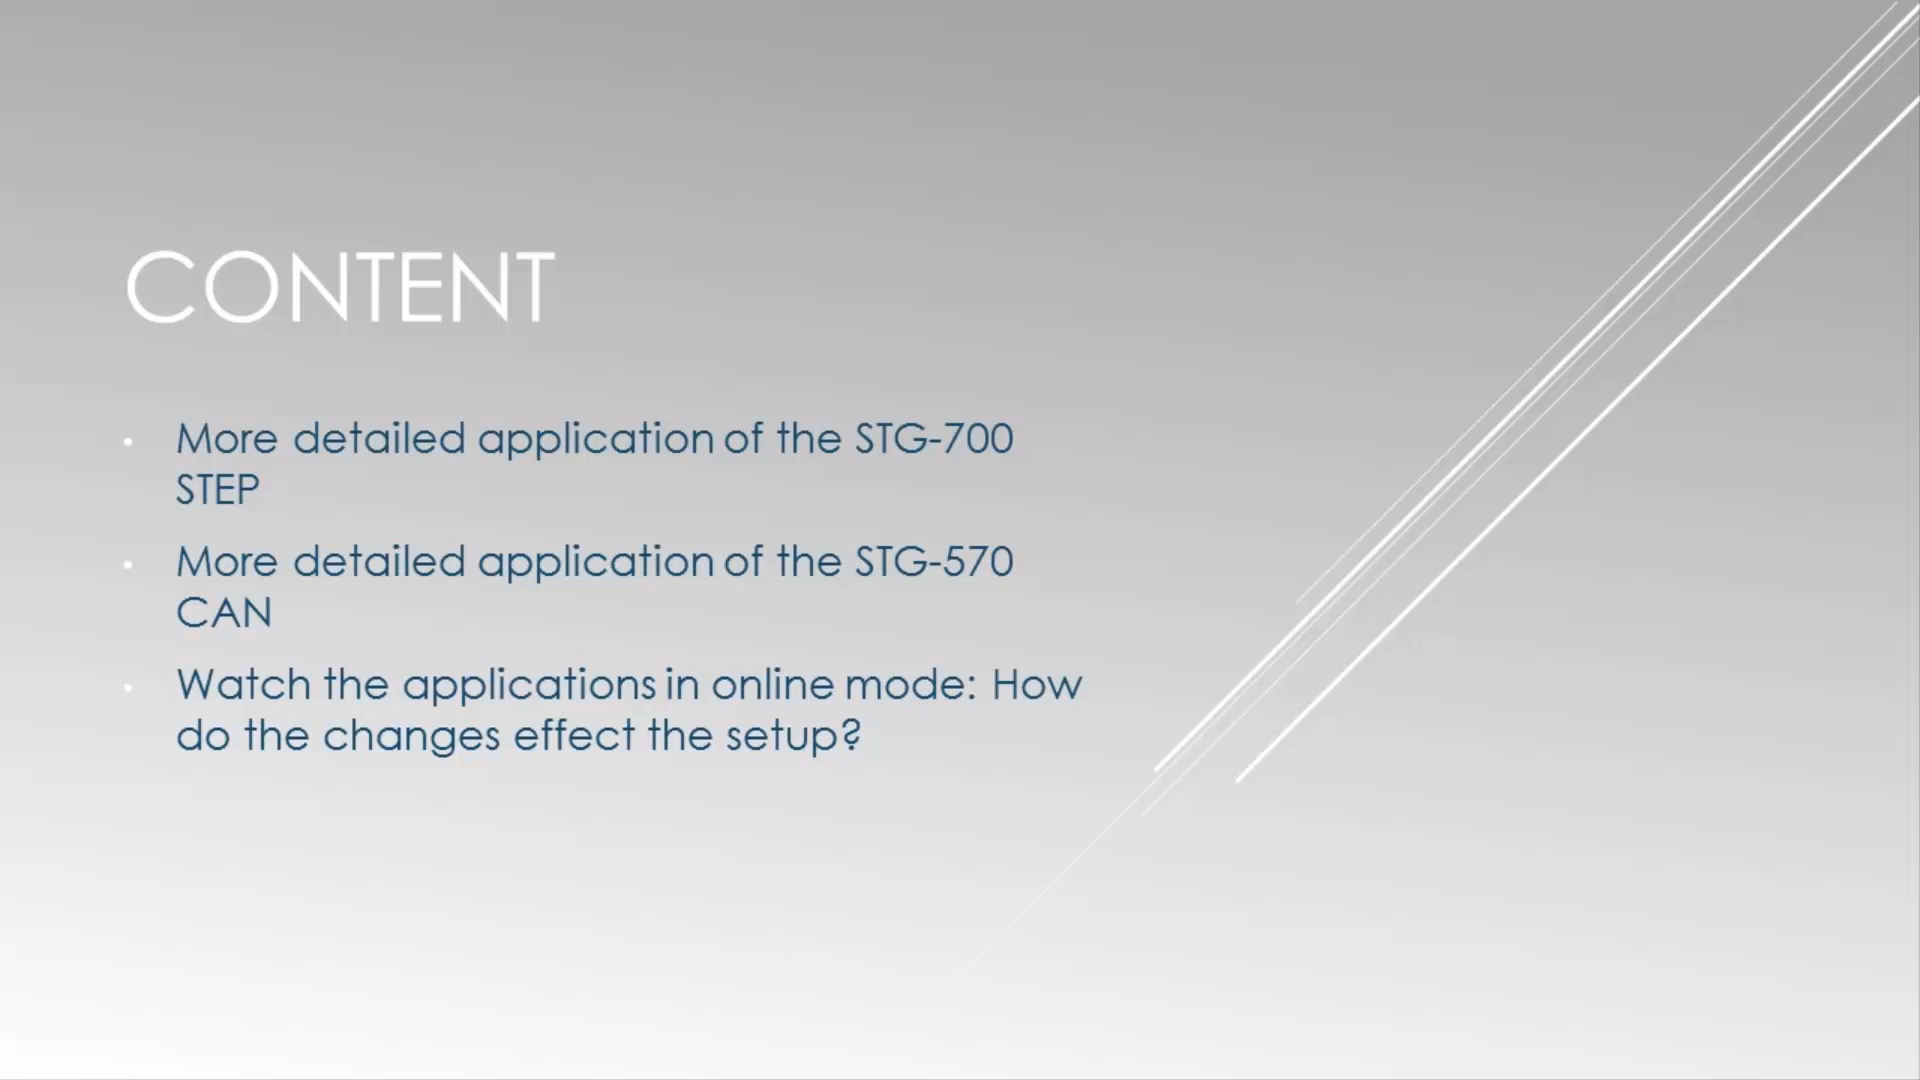 CONTENT
More detailed application of the STG-700
STEP
More detailed application of the STG-570
CAN
Watch the applications in online mode: How
do the changes effect the setup?